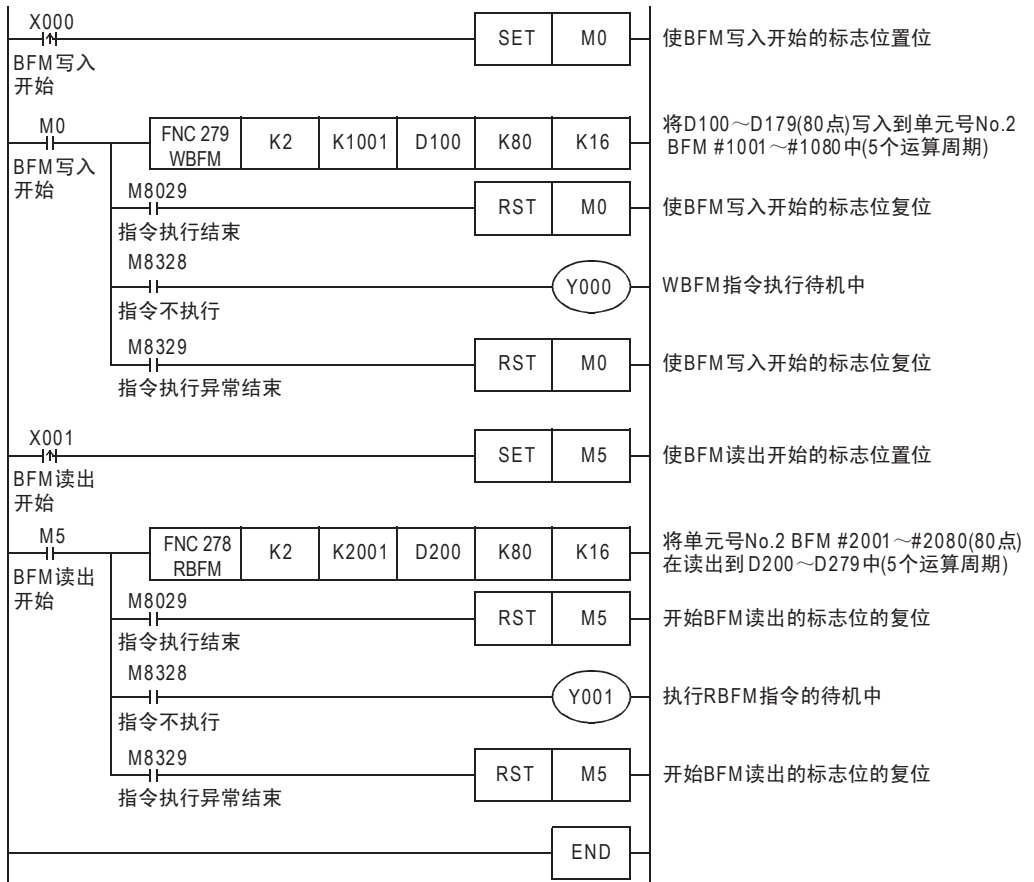 X000
SET M0 使BFM写入开始的标志位置位
BFM写入
开始
M0
FNC 279
WBFM
K2 K1001 D100 K80 K16
将D100～D179(80点)写入到单元号No.2
BFM #1001～#1080中(5个运算周期)
BFM写入
开始
M8029
RST M0 使BFM写入开始的标志位复位
指令执行结束
M8328
Y000 WBFM指令执行待机中
指令不执行
M8329
RST M0 使BFM写入开始的标志位复位
指令执行异常结束
X001
SET M5 使BFM读出开始的标志位置位
BFM读出
开始
M5
FNC 278
RBFM
K2 K2001 D200 K80 K16
将单元号No.2 BFM #2001～#2080(80点)
在读出到D200～D279中(5个运算周期)
BFM读出
开始
M8029
RST M5 开始BFM读出的标志位的复位
指令执行结束
M8328
Y001 执行RBFM指令的待机中
指令不执行
M8329
RST M5 开始BFM读出的标志位的复位
指令执行异常结束
END